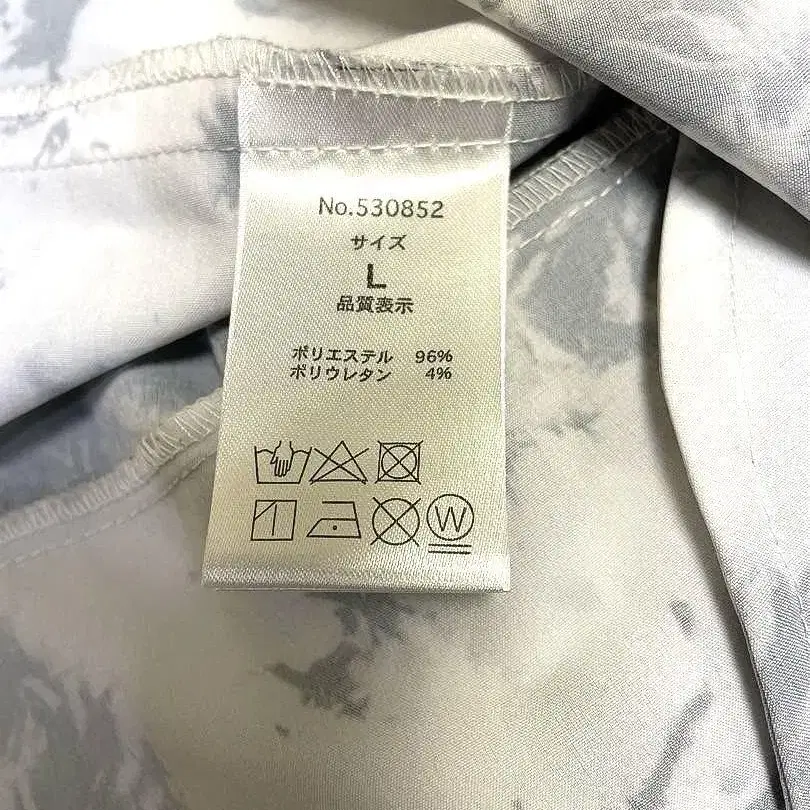 No.530852
サイズ
L
品質表示
ポリエステル 96%
ポリウレタン 4%
W